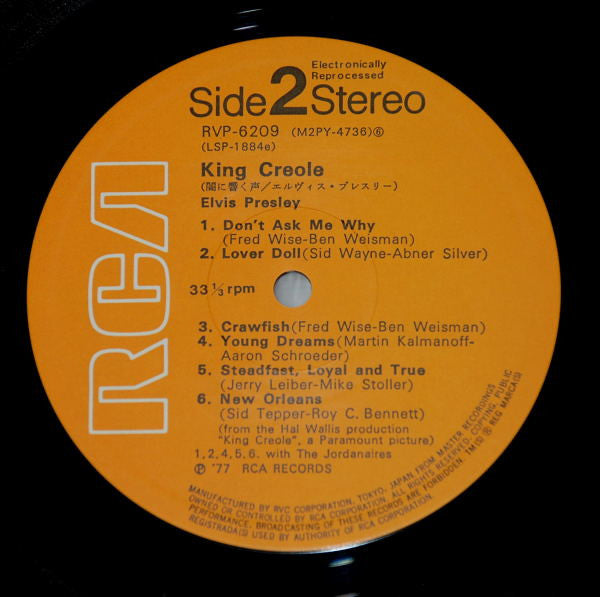 Electronically
Reprocessed
Side 2 Stereo
RVP-6209 (M2PY-4736)⑥
(LSP-1884e)
RCA
King Creole
(闇に響く声/エルヴィス・プレスリー)
Elvis Presley
1. Don't Ask Me Why
(Fred Wise-Ben Weisman)
2. Lover Doll (Sid Wayne-Abner Silver)
33 1/3 rpm
3. Crawfish (Fred Wise-Ben Weisman)
4. Young Dreams (Martin Kalmanoff-
Aaron Schroeder)
5. Steadfast, Loyal and True
(Jerry Leiber-Mike Stoller)
6. New Orleans
(Sid Tepper-Roy C. Bennett)
(from the Hal Wallis production
"King Creole", a Paramount picture)
1,2,4,5,6. with The Jordanaires
℗ '77 RCA RECORDS
MANUFACTURED BY RVC CORPORATION, TOKYO, JAPAN FROM MASTER RECORDINGS
OWNED OR CONTROLLED BY RCA CORPORATION. ALL RIGHTS RESERVED. COPYING, PUBLIC
PERFORMANCE, BROADCASTING OF THESE RECORDS ARE FORBIDDEN. TM(S) ® REG MARCA(S)
REGISTRADA(S) USED BY AUTHORITY OF RCA CORPORATION.